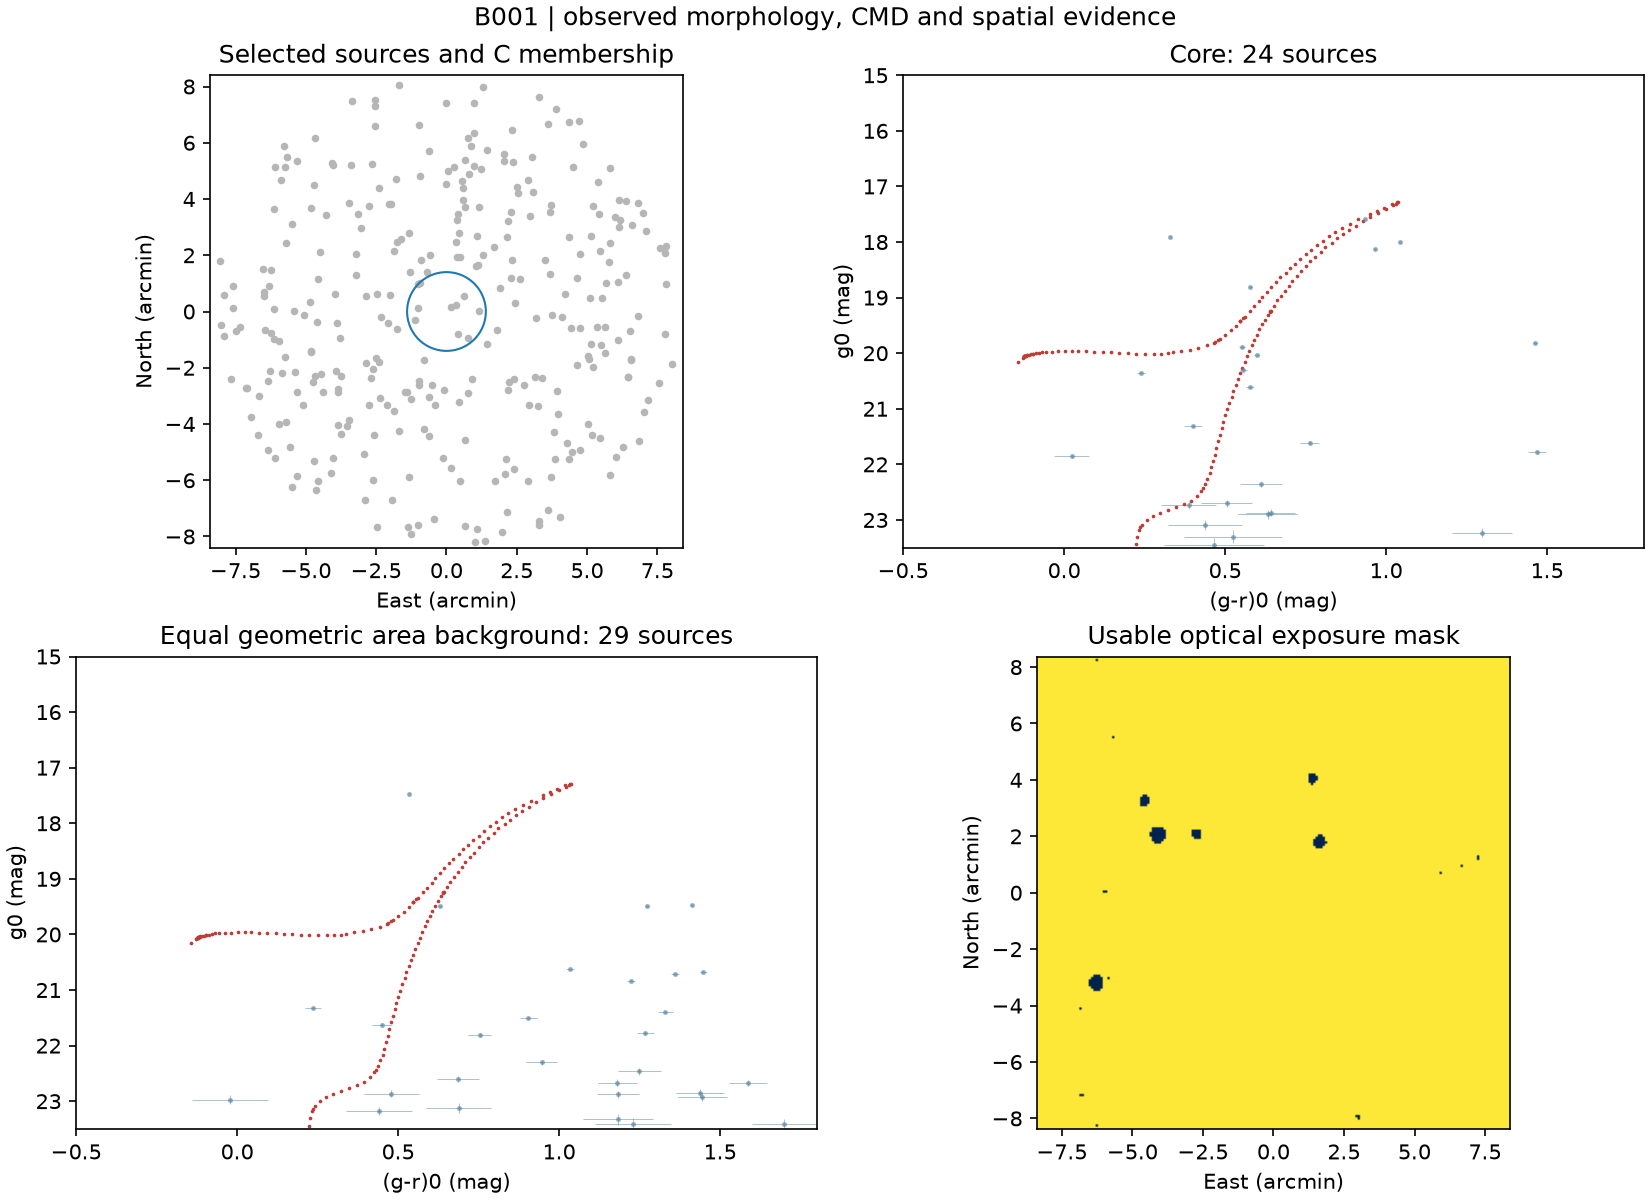 B001 | observed morphology, CMD and spatial evidence
Selected sources and C membership
8
6
4
2
0
−2
−4
−6
−8
North (arcmin)
−7.5 −5.0 −2.5 0.0 2.5 5.0 7.5
East (arcmin)
Core: 24 sources
15
16
17
18
19
20
21
22
23
g0 (mag)
−0.5 0.0 0.5 1.0 1.5
(g-r)0 (mag)
Equal geometric area background: 29 sources
15
16
17
18
19
20
21
22
23
g0 (mag)
−0.5 0.0 0.5 1.0 1.5
(g-r)0 (mag)
Usable optical exposure mask
8
6
4
2
0
−2
−4
−6
−8
North (arcmin)
−7.5 −5.0 −2.5 0.0 2.5 5.0 7.5
East (arcmin)